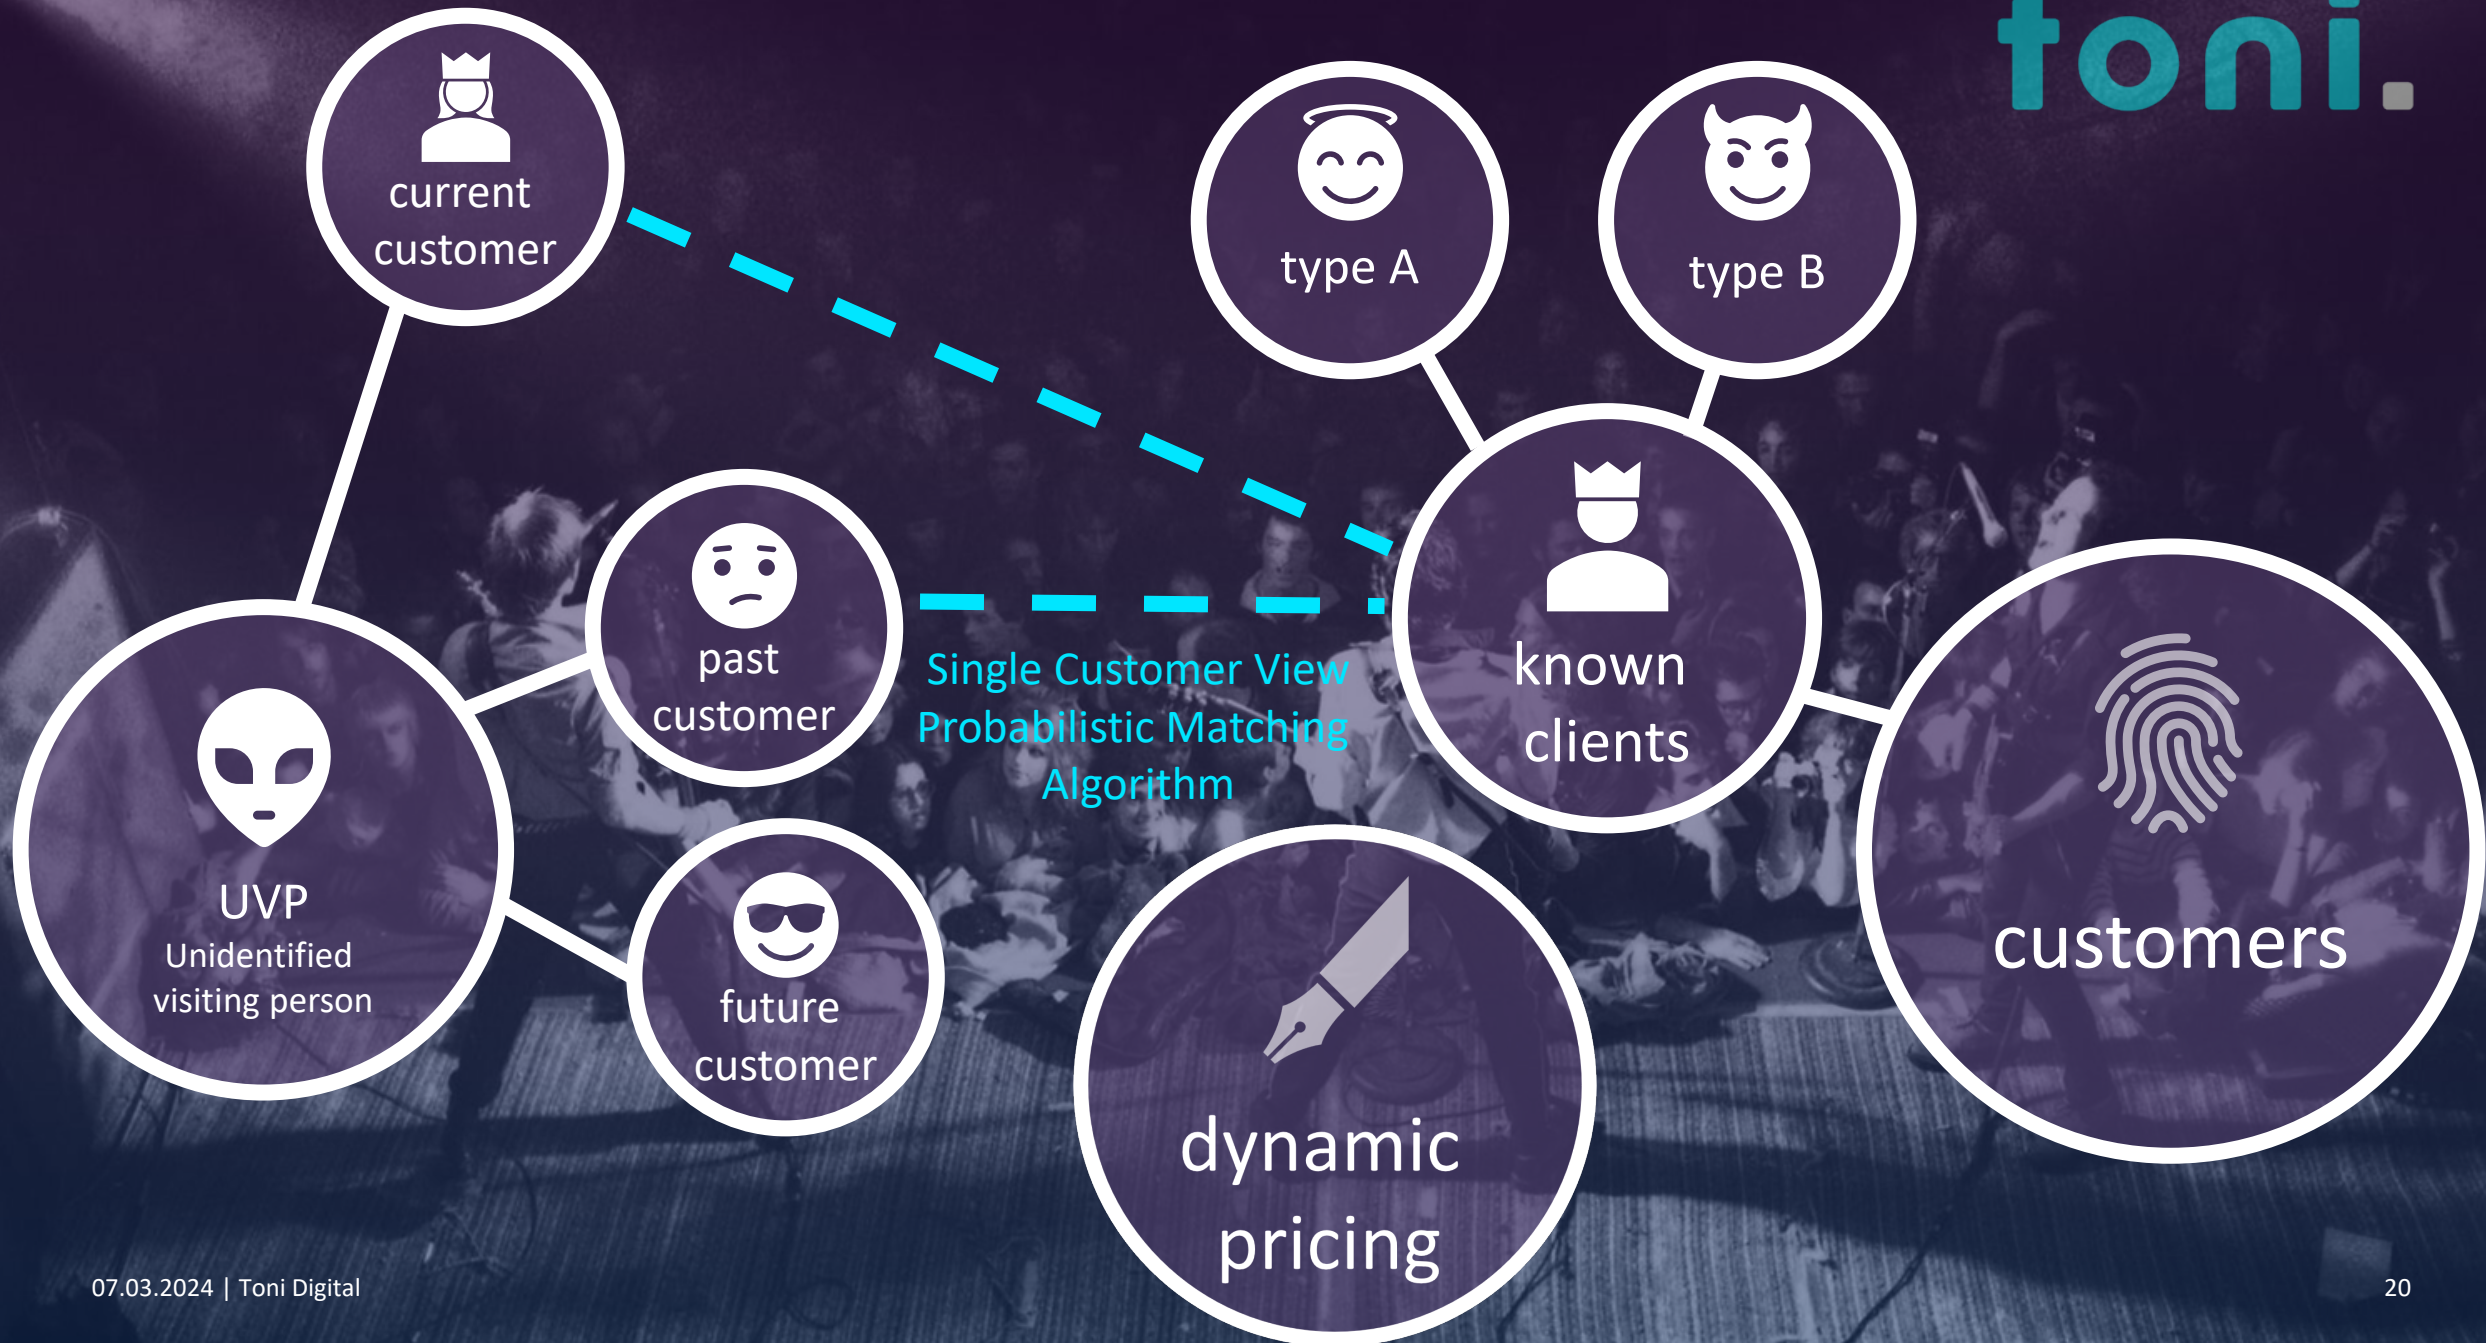 toni.
current
customer
type A
type B
past
customer
Single Customer View
Probabilistic Matching
Algorithm
known
clients
UVP
Unidentified
visiting person
future
customer
customers
dynamic
pricing
07.03.2024 | Toni Digital
20